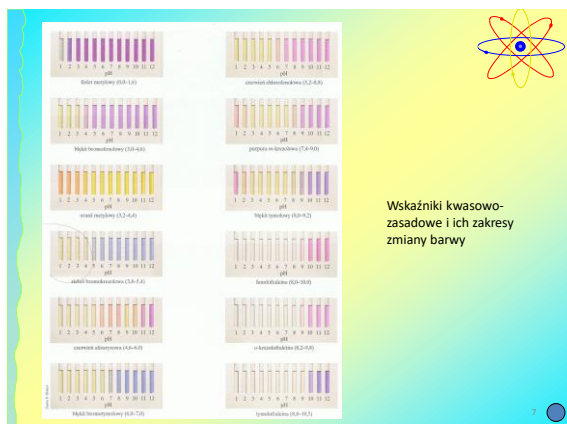 1 2 3 4 5 6 7 8 9 10 11 12
pH
fiolet metylowy (0,0–1,6)
1 2 3 4 5 6 7 8 9 10 11 12
pH
błękit bromofenolowy (3,0–4,6)
1 2 3 4 5 6 7 8 9 10 11 12
pH
oranż metylowy (3,2–4,4)
1 2 3 4 5 6 7 8 9 10 11 12
pH
1 2 3 4 5 6 7 8 9 10 11 12
pH
czerwień alizarynowa (4,6–6,0)
1 2 3 4 5 6 7 8 9 10 11 12
pH
błękit bromotymolowy (6,0–7,0)
1 2 3 4 5 6 7 8 9 10 11 12
pH
czerwień chlorofenolowa (5,2–8,8)
1 2 3 4 5 6 7 8 9 10 11 12
pH
purpura m-krezolowa (7,4–9,0)
1 2 3 4 5 6 7 8 9 10 11 12
pH
błękit tymolowy (8,0–9,2)
1 2 3 4 5 6 7 8 9 10 11 12
pH
fenoloftaleina (8,0–10,0)
1 2 3 4 5 6 7 8 9 10 11 12
pH
o-krezoloftaleina (8,2–9,8)
1 2 3 4 5 6 7 8 9 10 11 12
pH
tymoloftaleina (8,8–10,5)
Wskaźniki kwasowo-
zasadowe i ich zakresy
zmiany barwy
7